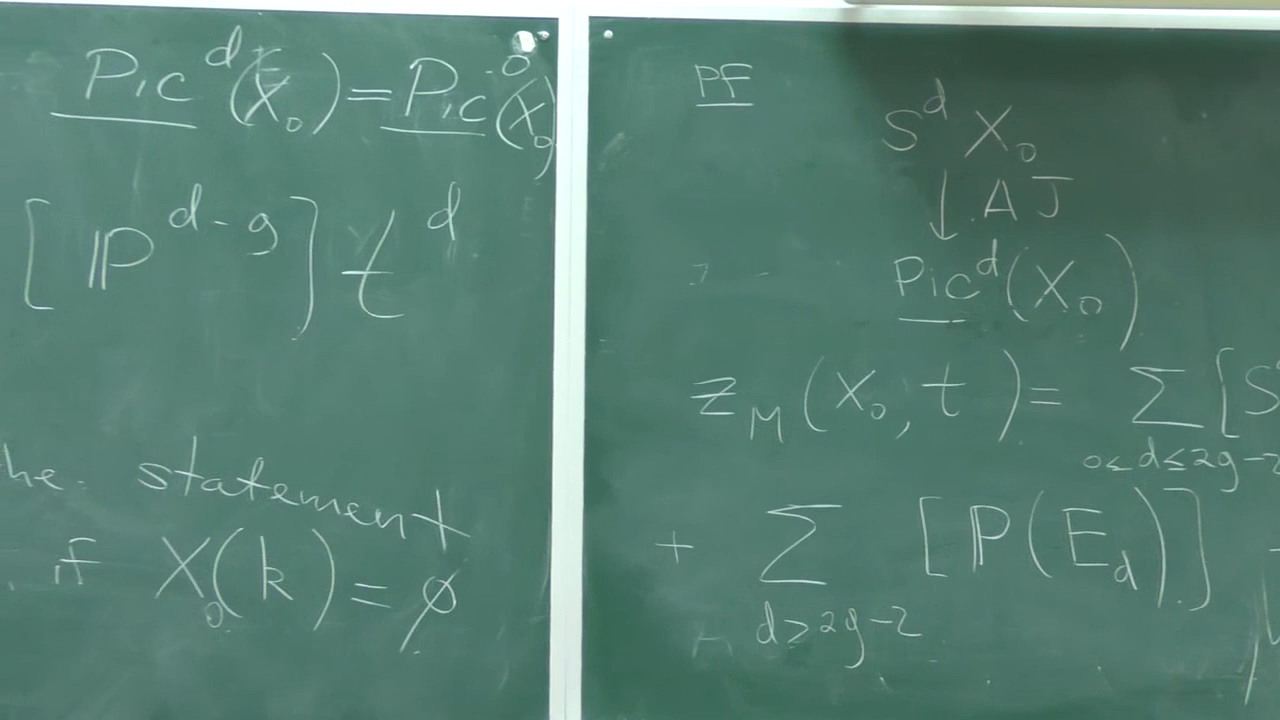 Pic^d(X_0) = Pic^0(X_0)
[ℙ^{d-g}] t^d
statement
if X_0(k) = ∅
PF
S^d X_0
↓ AJ
Pic^d(X_0)
Z_M(X_0, t) = Σ [S
0≤d≤2g-2
+ Σ [ℙ(E_d)]
d>2g-2